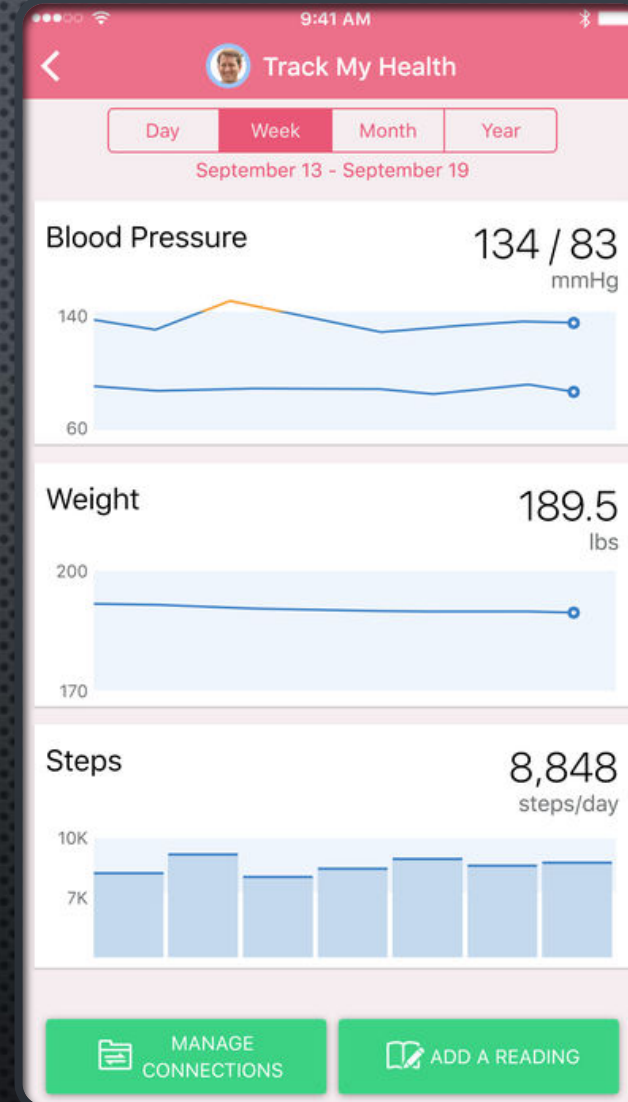 9:41 AM
Track My Health
Day Week Month Year
September 13 - September 19
Blood Pressure
134 / 83
mmHg
140
60
Weight
189.5
lbs
200
170
Steps
8,848
steps/day
10K
7K
MANAGE
CONNECTIONS
ADD A READING